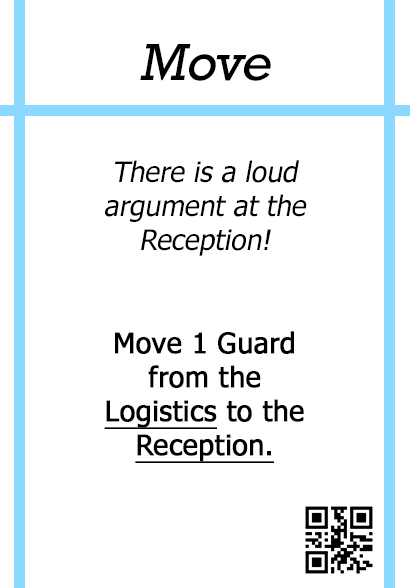 Move
There is a loud
argument at the
Reception!
Move 1 Guard
from the
Logistics to the
Reception.